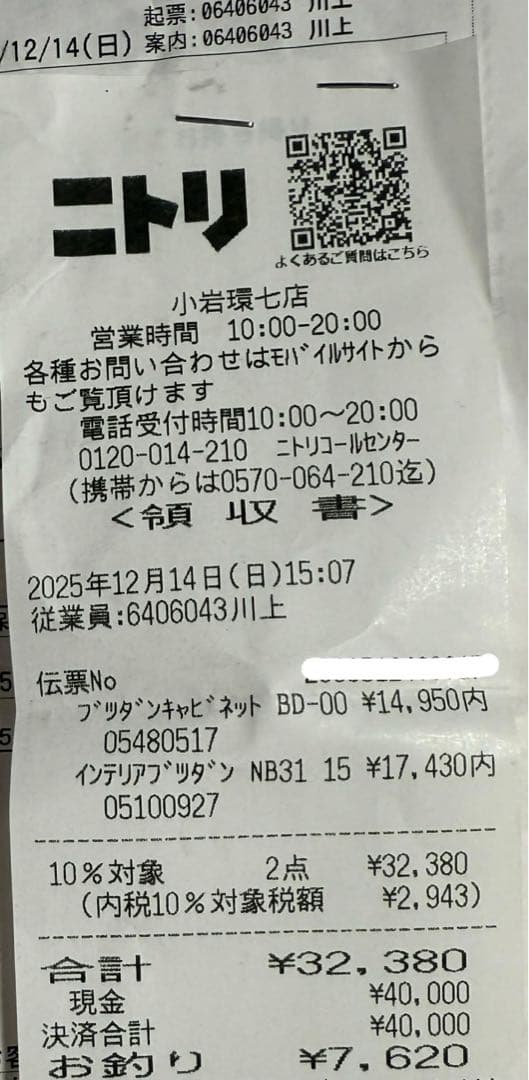 起票:06406043 川上
/12/14(日) 案内:06406043 川上
ニトリ
よくあるご質問はこちら
小岩環七店
営業時間 10:00-20:00
各種お問い合わせはﾓﾊﾞｲﾙサイトから
もご覧頂けます
電話受付時間10:00～20:00
0120-014-210 ニトリコールセンター
(携帯からは0570-064-210迄)
<領 収 書>
2025年12月14日(日)15:07
従業員:6406043川上
伝票No
ﾌﾞﾂﾀﾞﾝｷｬﾋﾞﾈｯﾄ BD-00 ¥14,950内
05480517
ｲﾝﾃﾘｱﾌﾞﾂﾀﾞﾝ NB31 15 ¥17,430内
05100927
10%対象 2点 ¥32,380
(内税10%対象税額 ¥2,943)
合計 ¥32,380
現金 ¥40,000
決済合計 ¥40,000
お釣り ¥7,620